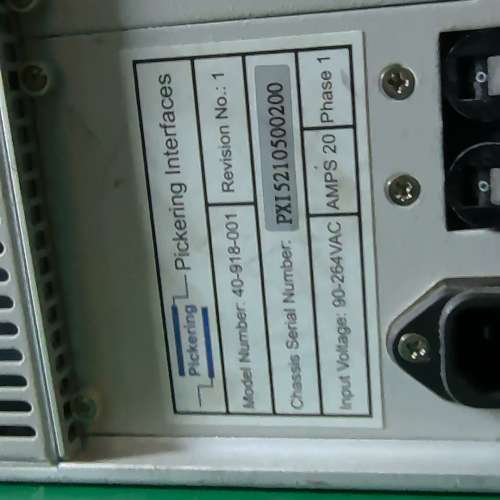 Pickering Pickering Interfaces
Model Number: 40-918-001 Revision No.: 1
Chassis Serial Number: PXI5210500200
Input Voltage: 90-264VAC AMPS 20 Phase 1